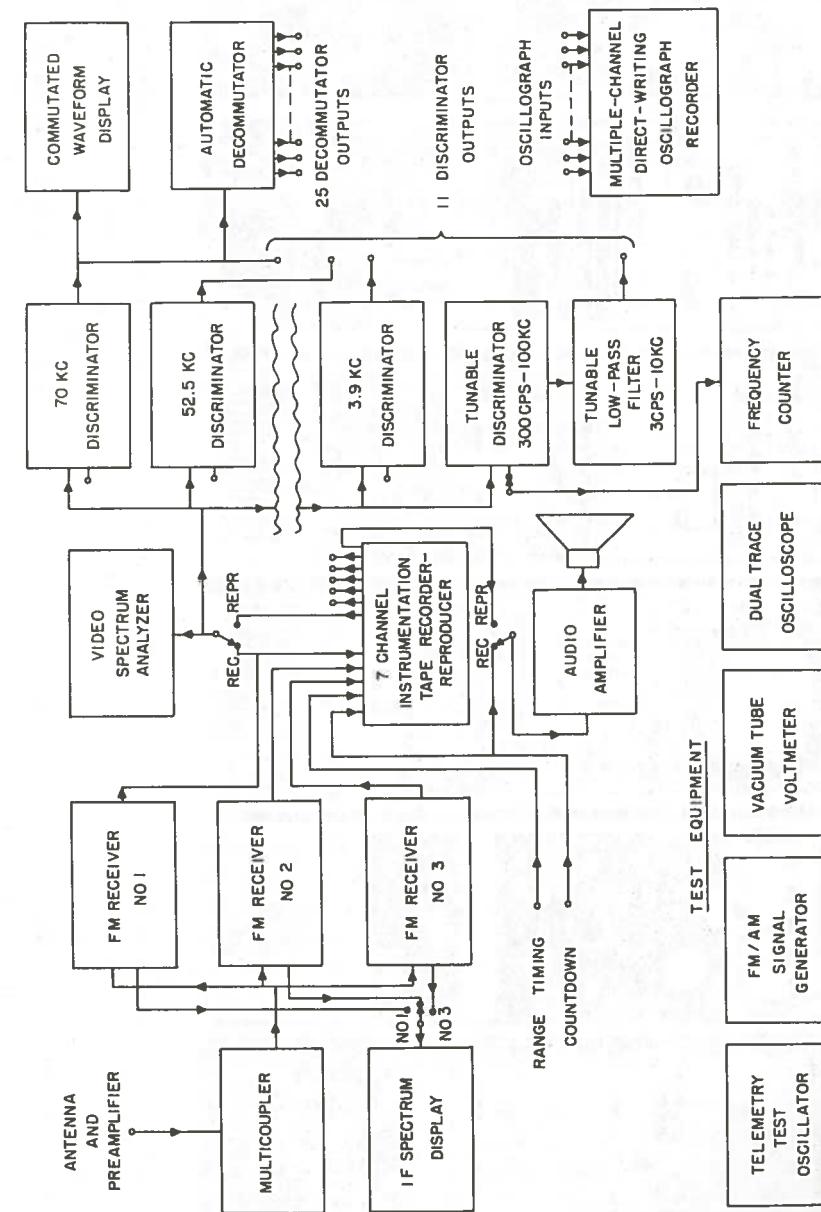 ANTENNA
AND
PREAMPLIFIER
MULTICOUPLER
IF SPECTRUM
DISPLAY
NO 1
NO 3
FM RECEIVER
NO 1
FM RECEIVER
NO 2
FM RECEIVER
NO 3
RANGE TIMING
COUNTDOWN
VIDEO
SPECTRUM
ANALYZER
REC
REPR
7 CHANNEL
INSTRUMENTATION
TAPE RECORDER-
REPRODUCER
REC
REPR
AUDIO
AMPLIFIER
70 KC
DISCRIMINATOR
52.5 KC
DISCRIMINATOR
3.9 KC
DISCRIMINATOR
TUNABLE
DISCRIMINATOR
300CPS-100KC
TUNABLE
LOW-PASS
FILTER
3CPS-10KC
COMMUTATED
WAVEFORM
DISPLAY
AUTOMATIC
DECOMMUTATOR
25 DECOMMUTATOR
OUTPUTS
11 DISCRIMINATOR
OUTPUTS
OSCILLOGRAPH
INPUTS
MULTIPLE-CHANNEL
DIRECT-WRITING
OSCILLOGRAPH
RECORDER
TEST EQUIPMENT
TELEMETRY
TEST
OSCILLATOR
FM/AM
SIGNAL
GENERATOR
VACUUM TUBE
VOLTMETER
DUAL TRACE
OSCILLOSCOPE
FREQUENCY
COUNTER